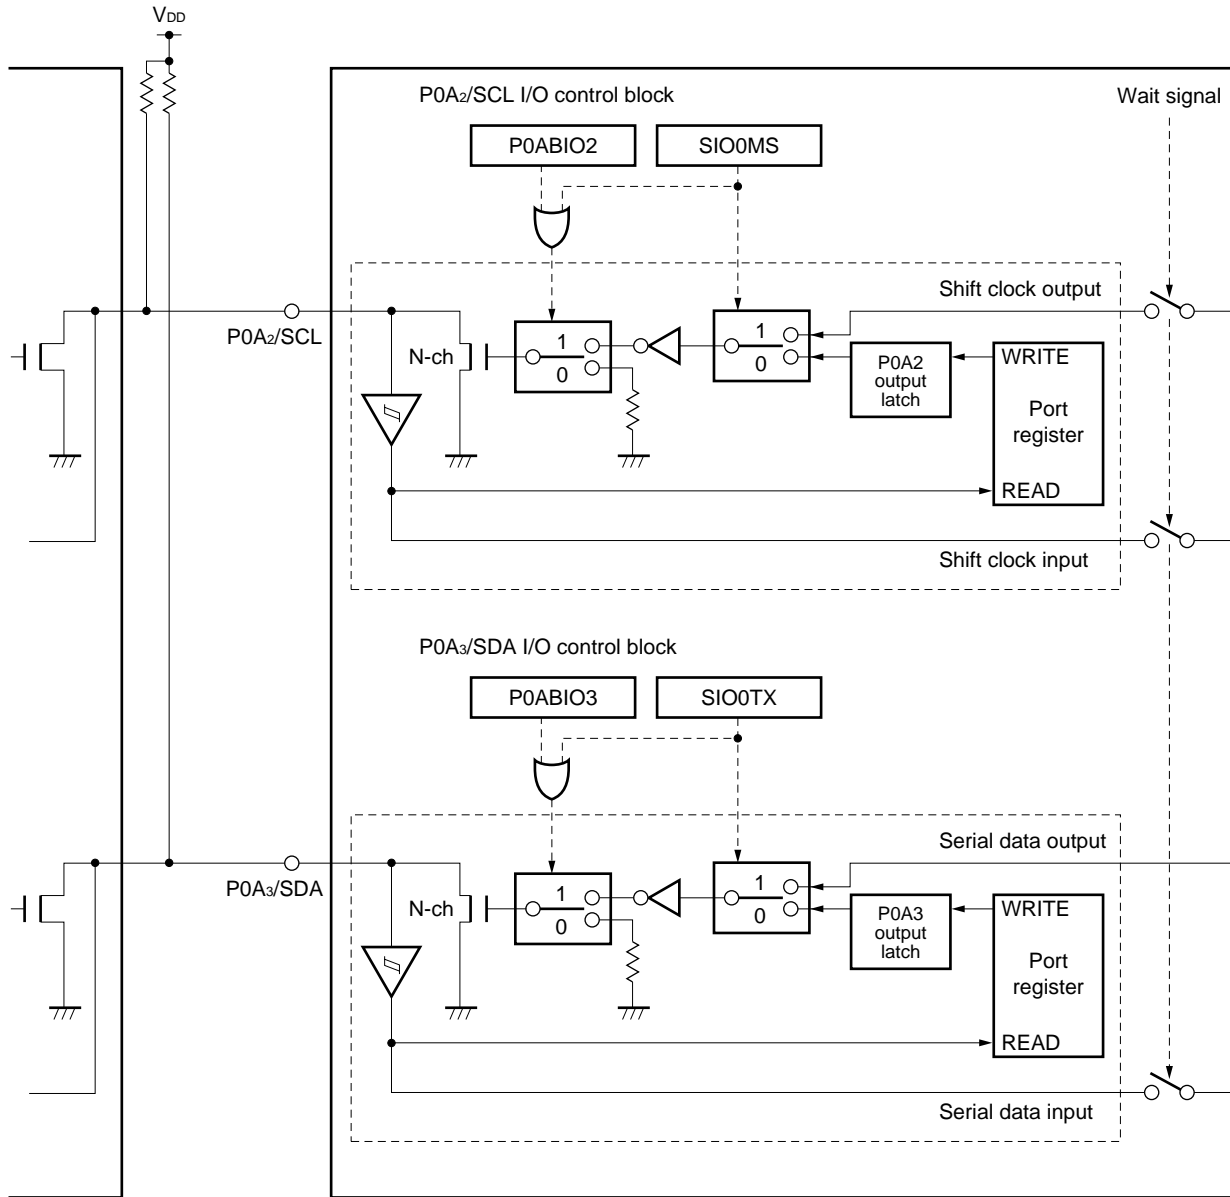 VDD
P0A2/SCL I/O control block
Wait signal
P0ABIO2
SIO0MS
Shift clock output
P0A2/SCL
N-ch
1
0
1
0
P0A2
output
latch
WRITE
Port
register
READ
Shift clock input
P0A3/SDA I/O control block
P0ABIO3
SIO0TX
Serial data output
P0A3/SDA
N-ch
1
0
1
0
P0A3
output
latch
WRITE
Port
register
READ
Serial data input